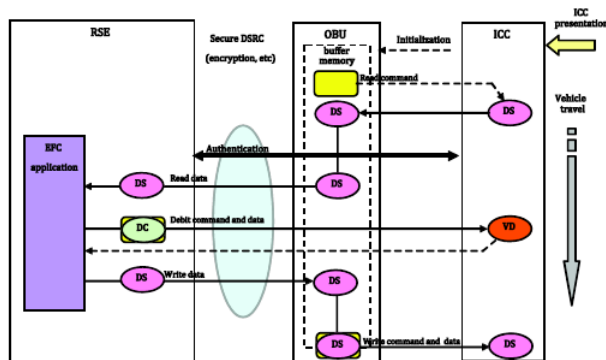 RSE
Secure DSRC
(encryption, etc)
OBU
buffer
memory
Initialization
ICC
ICC
presentation
Read command
DS
DS
Vehicle
travel
EFC
application
Authentication
DS
Read data
DS
DC
Debit command and data
VD
DS
Write data
DS
DS
Write command and data
DS